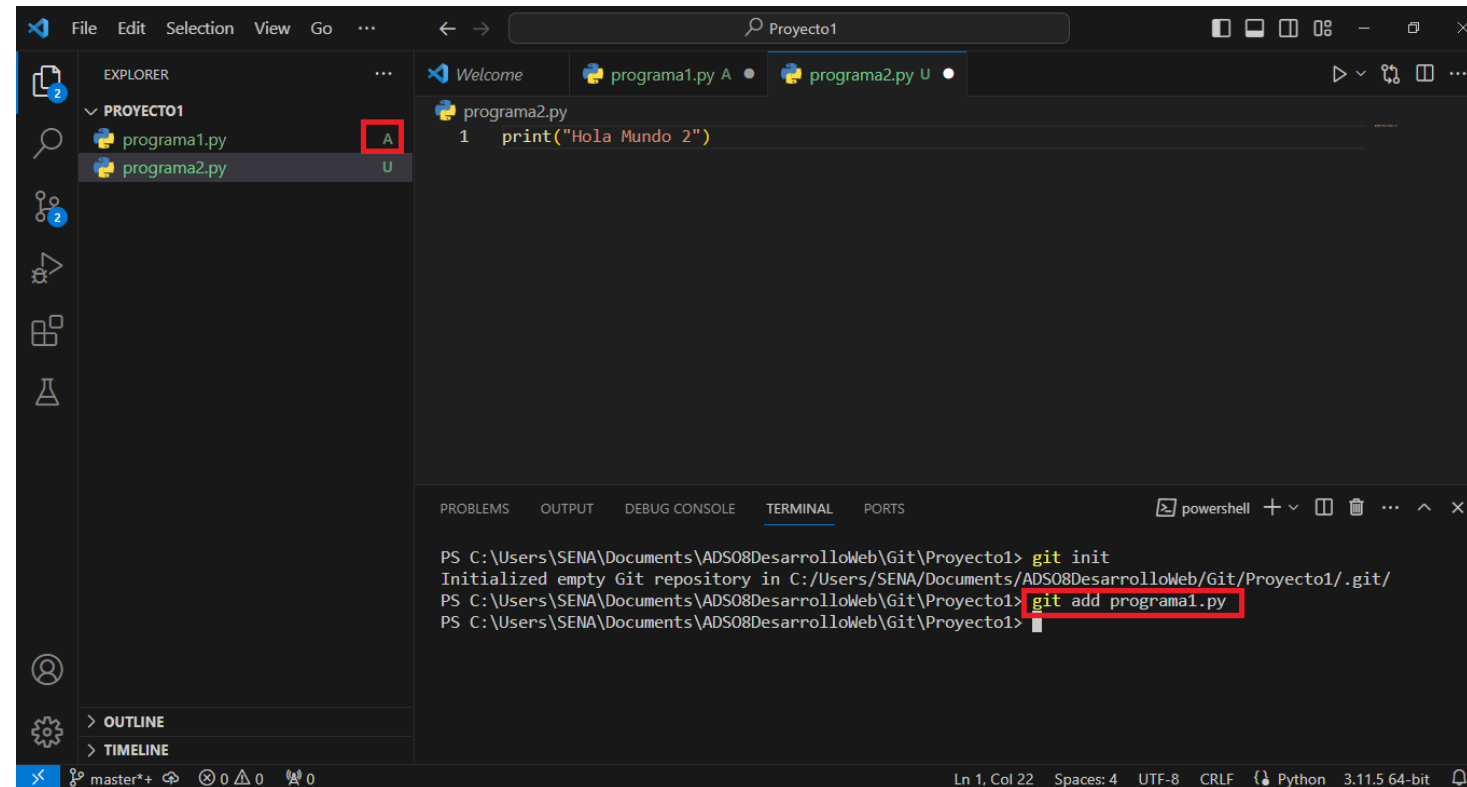 File Edit Selection View Go ··· ← → Proyecto1
EXPLORER ···
Welcome programa1.py A ● programa2.py U ●
2
PROYECTO1
programa1.py A
programa2.py U
2
programa2.py
1 print("Hola Mundo 2")
PROBLEMS OUTPUT DEBUG CONSOLE TERMINAL PORTS powershell
PS C:\Users\SENA\Documents\ADSO8DesarrolloWeb\Git\Proyecto1> git init
Initialized empty Git repository in C:/Users/SENA/Documents/ADSO8DesarrolloWeb/Git/Proyecto1/.git/
PS C:\Users\SENA\Documents\ADSO8DesarrolloWeb\Git\Proyecto1> git add programa1.py
PS C:\Users\SENA\Documents\ADSO8DesarrolloWeb\Git\Proyecto1>
OUTLINE
TIMELINE
master*+ 0 0 0 Ln 1, Col 22 Spaces: 4 UTF-8 CRLF Python 3.11.5 64-bit